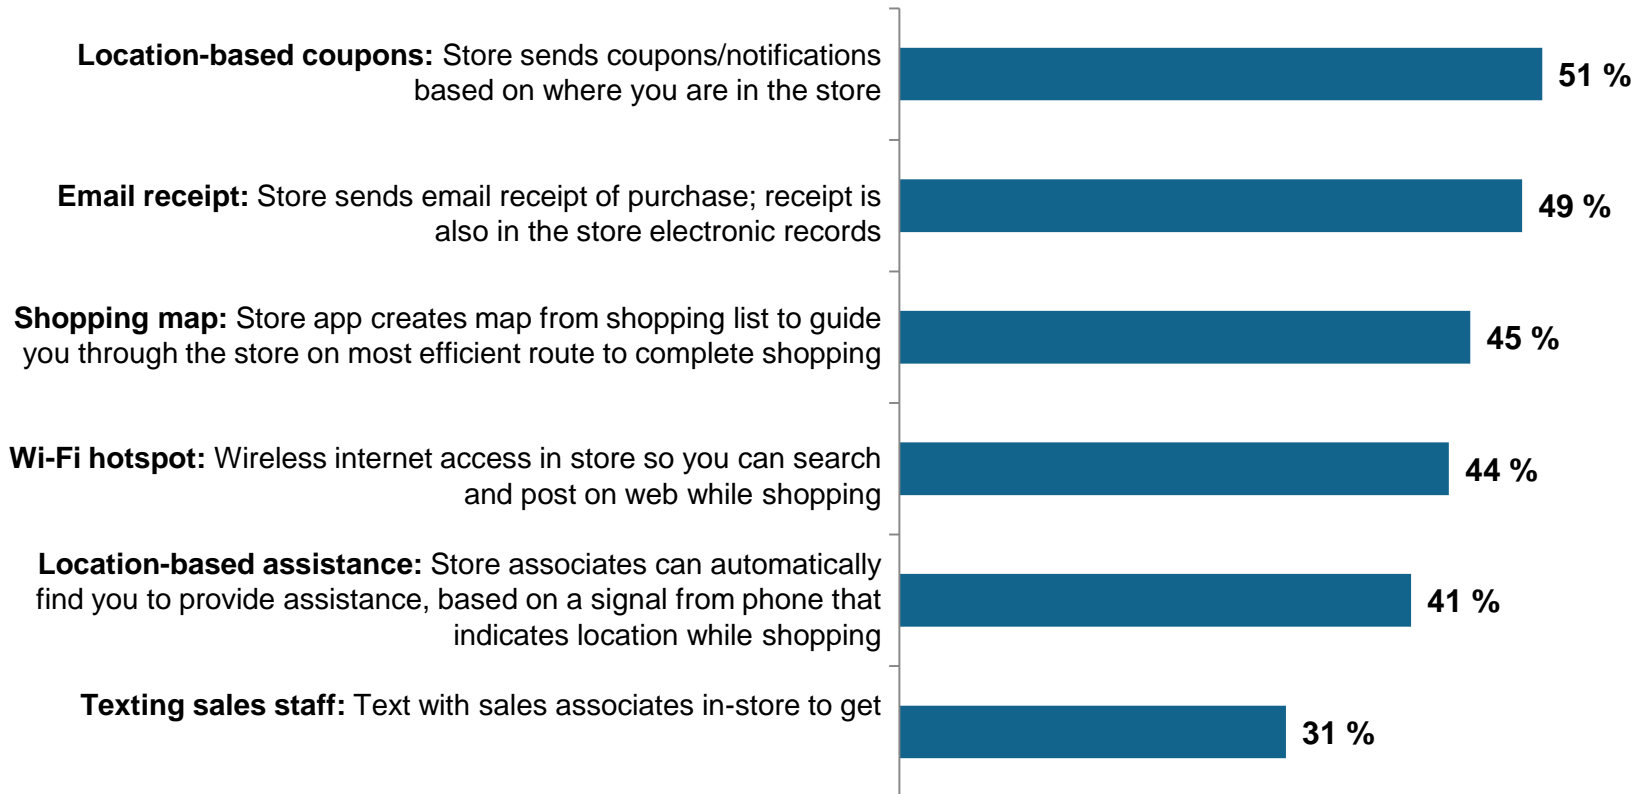 Location-based coupons: Store sends coupons/notifications
based on where you are in the store
51 %
Email receipt: Store sends email receipt of purchase; receipt is
also in the store electronic records
49 %
Shopping map: Store app creates map from shopping list to guide
you through the store on most efficient route to complete shopping
45 %
Wi-Fi hotspot: Wireless internet access in store so you can search
and post on web while shopping
44 %
Location-based assistance: Store associates can automatically
find you to provide assistance, based on a signal from phone that
indicates location while shopping
41 %
Texting sales staff: Text with sales associates in-store to get
31 %